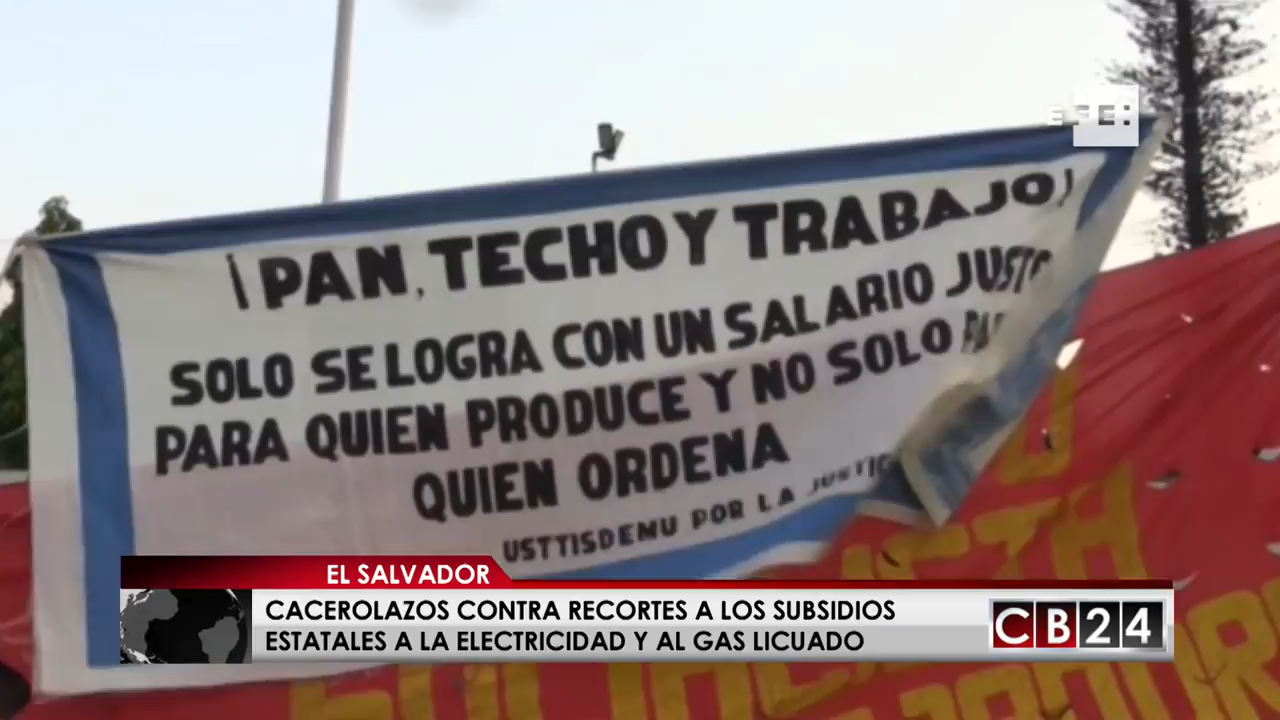 EFE:
¡PAN, TECHO Y TRABAJO!
SOLO SE LOGRA CON UN SALARIO JUSTO
PARA QUIEN PRODUCE Y NO SOLO
QUIEN ORDENA
USTTISDEMU POR LA
EL SALVADOR
CACEROLAZOS CONTRA RECORTES A LOS SUBSIDIOS
ESTATALES A LA ELECTRICIDAD Y AL GAS LICUADO
CB24